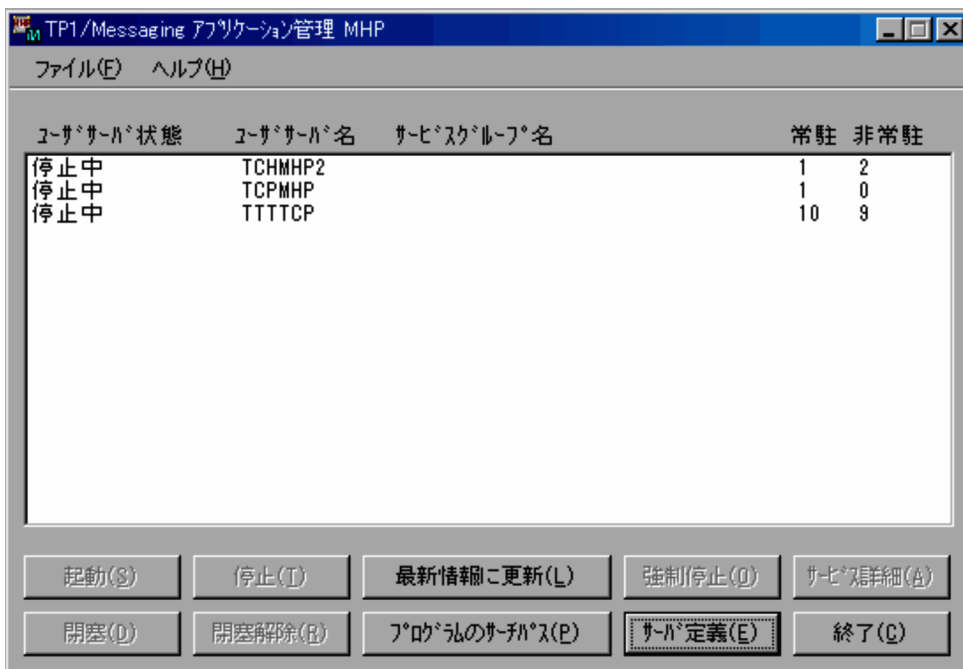 TP1/Messaging アプリケーション管理 MHP
ファイル(F) ヘルプ(H)
ﾕｰｻﾞｻｰﾊﾞ状態 ﾕｰｻﾞｻｰﾊﾞ名 ｻｰﾋﾞｽｸﾞﾙｰﾌﾟ名 常駐 非常駐
停止中 TCHMHP2 1 2
停止中 TCPMHP 1 0
停止中 TTTTCP 10 9
起動(S) 停止(T) 最新情報に更新(L) 強制停止(O) ｻｰﾋﾞｽ詳細(A)
閉塞(D) 閉塞解除(R) ﾌﾟﾛｸﾞﾗﾑのｻｰﾁﾊﾟｽ(P) ｻｰﾊﾞ定義(E) 終了(C)